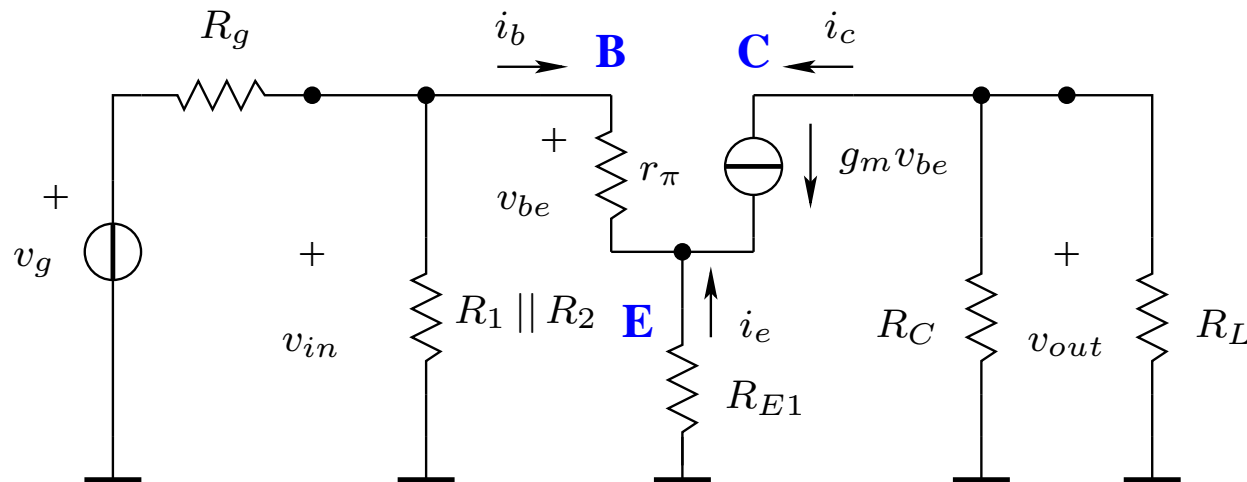 R_g
i_b
B
C
i_c
+
r_π
g_m v_be
+
v_be
v_g
+
+
R_1 || R_2
E
i_e
R_C
v_out
R_L
v_in
R_E1